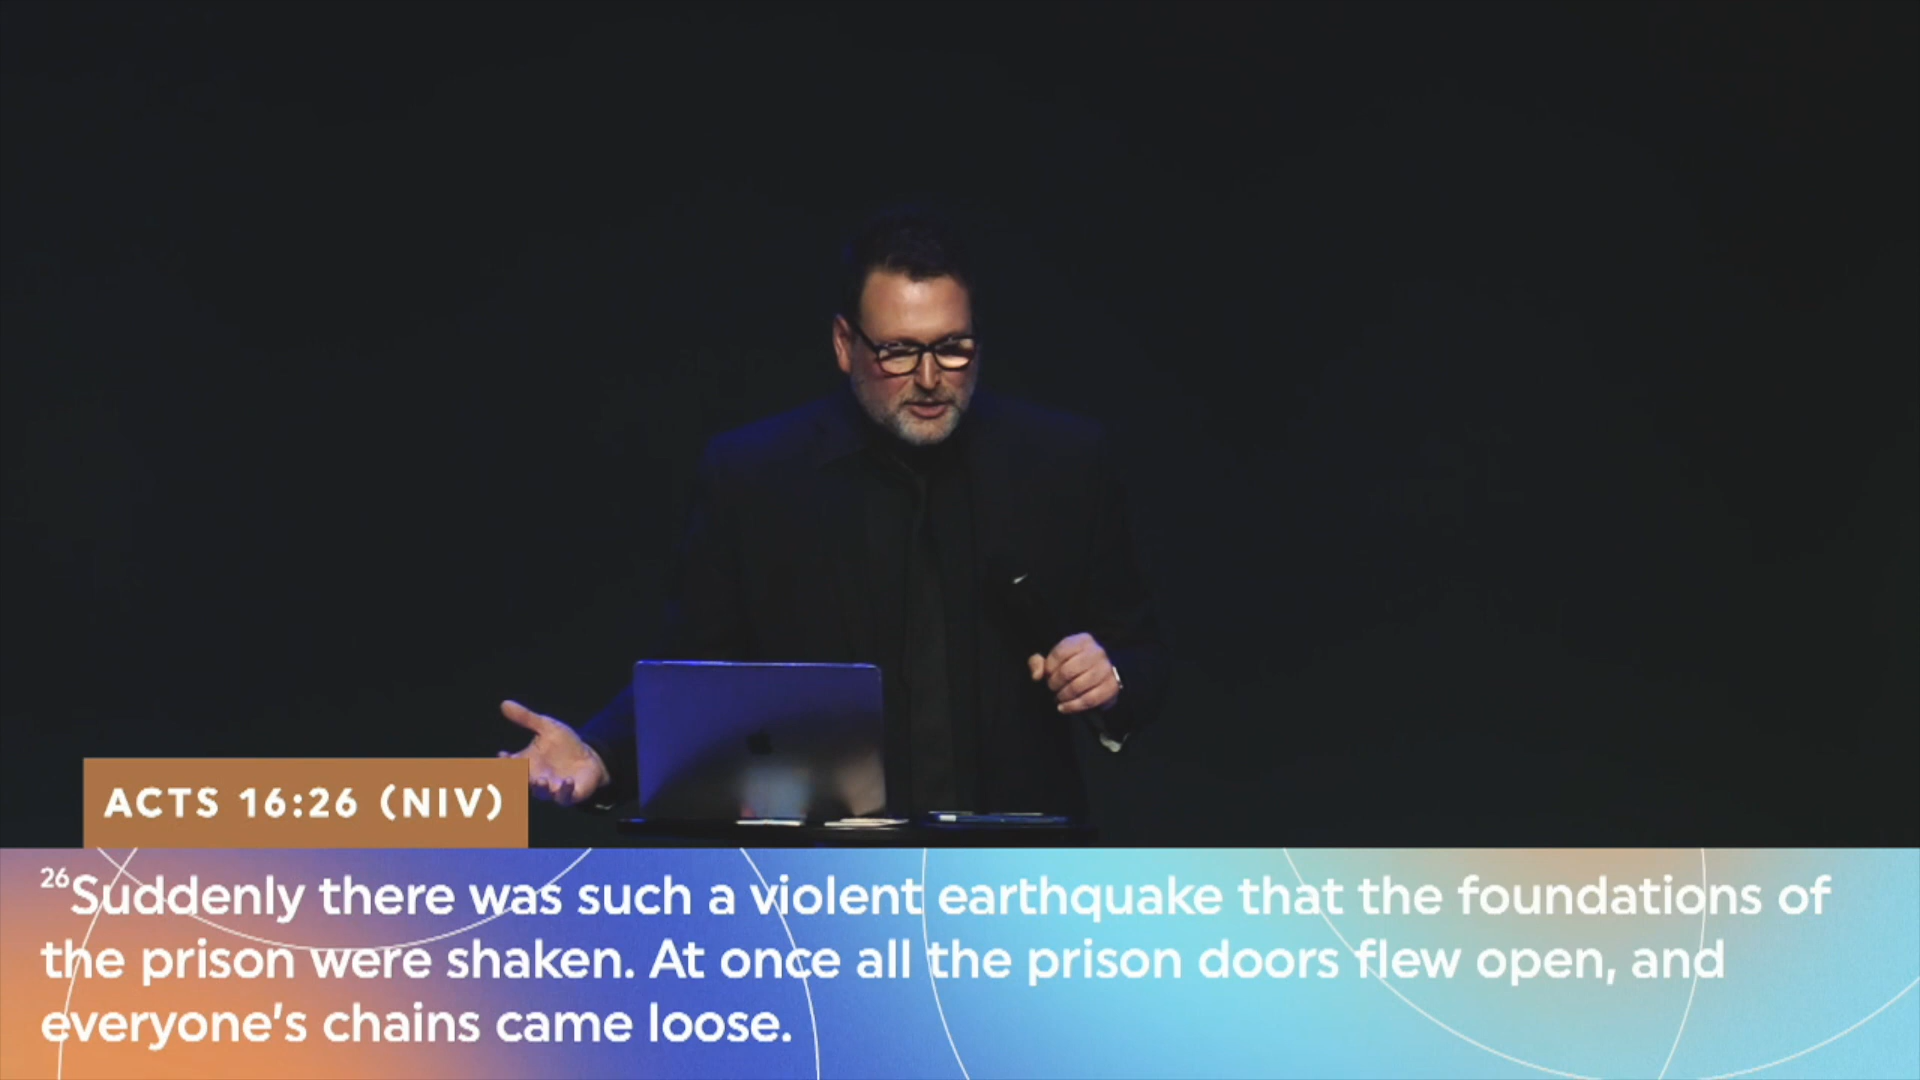 ACTS 16:26 (NIV)
26Suddenly there was such a violent earthquake that the foundations of
the prison were shaken. At once all the prison doors flew open, and
everyone's chains came loose.